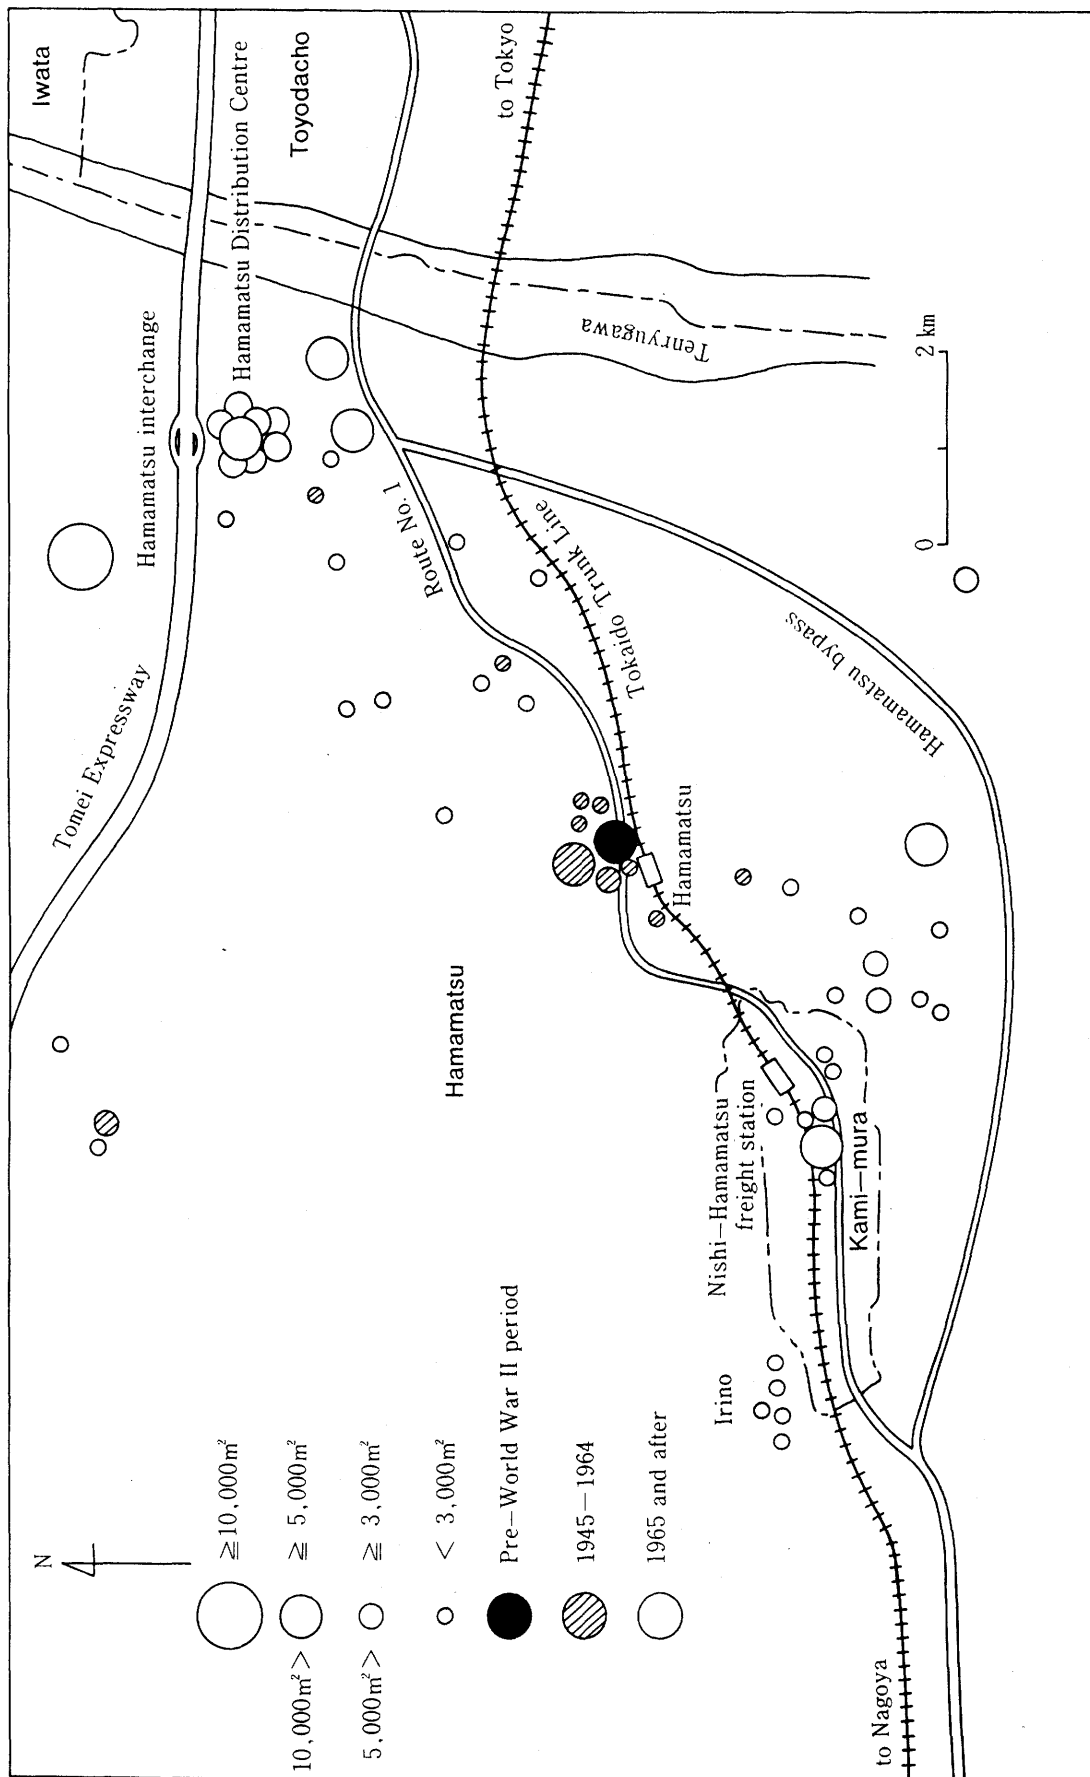 N
≧10,000m²
10,000m²> ≧ 5,000m²
5,000m²> ≧ 3,000m²
< 3,000m²
Pre−World War II period
1945−1964
1965 and after
Tomei Expressway
Hamamatsu interchange
Iwata
Hamamatsu Distribution Centre
Toyodacho
Route No. 1
to Tokyo
Tokaido Trunk Line
Tenryugawa
Hamamatsu
Hamamatsu
Hamamatsu bypass
Nishi−Hamamatsu
freight station
Kami−mura
Irino
to Nagoya
0 2 km